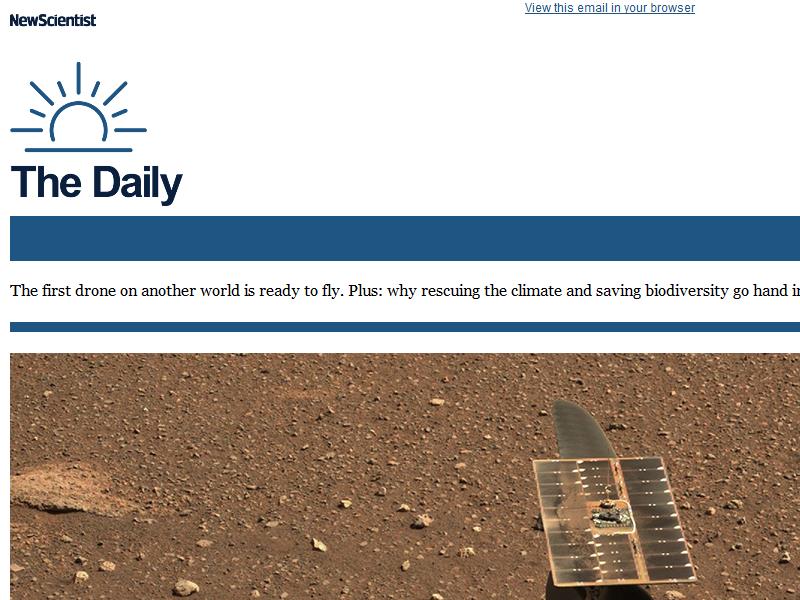 View this email in your browser
NewScientist
The Daily
The first drone on another world is ready to fly. Plus: why rescuing the climate and saving biodiversity go hand